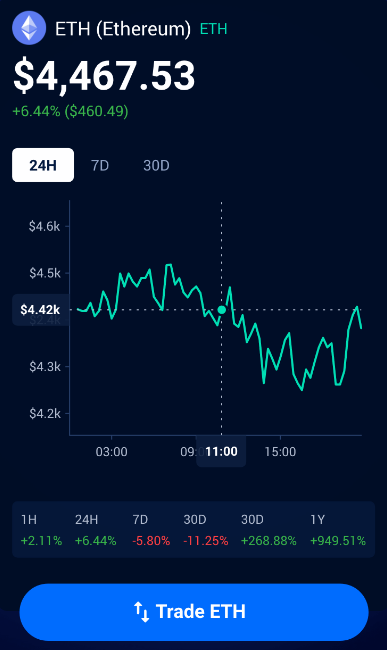 ETH (Ethereum) ETH
$4,467.53
+6.44% ($460.49)
24H 7D 30D
$4.6k
$4.5k
$4.42k
$4.3k
$4.2k
03:00 09: 11:00 15:00
1H 24H 7D 30D 30D 1Y
+2.11% +6.44% -5.80% -11.25% +268.88% +949.51%
Trade ETH